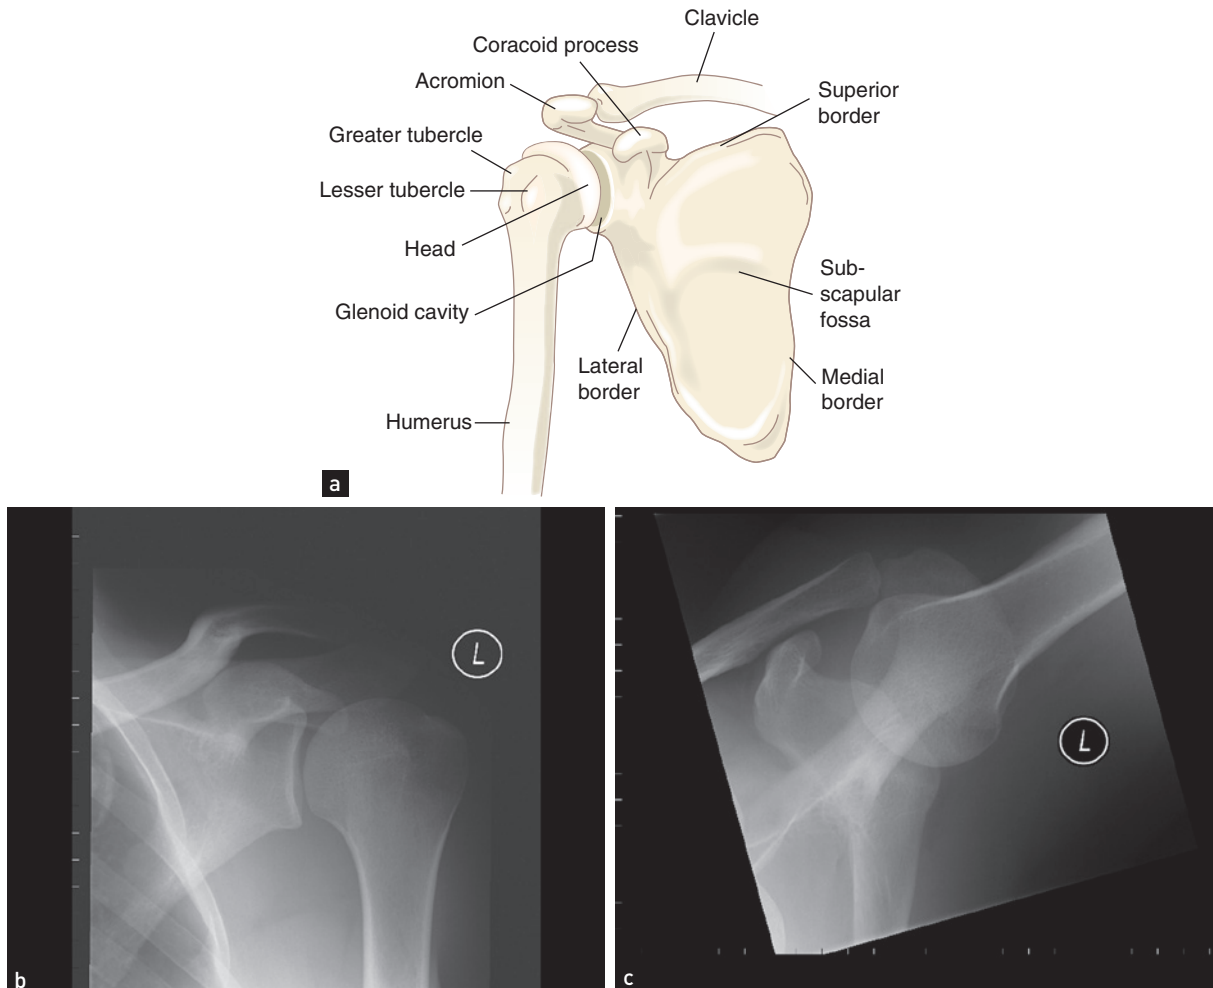 Clavicle
Coracoid process
Acromion
Superior
border
Greater tubercle
Lesser tubercle
Head
Sub-
scapular
fossa
Glenoid cavity
Lateral
border
Medial
border
Humerus
a
L
L
b
c